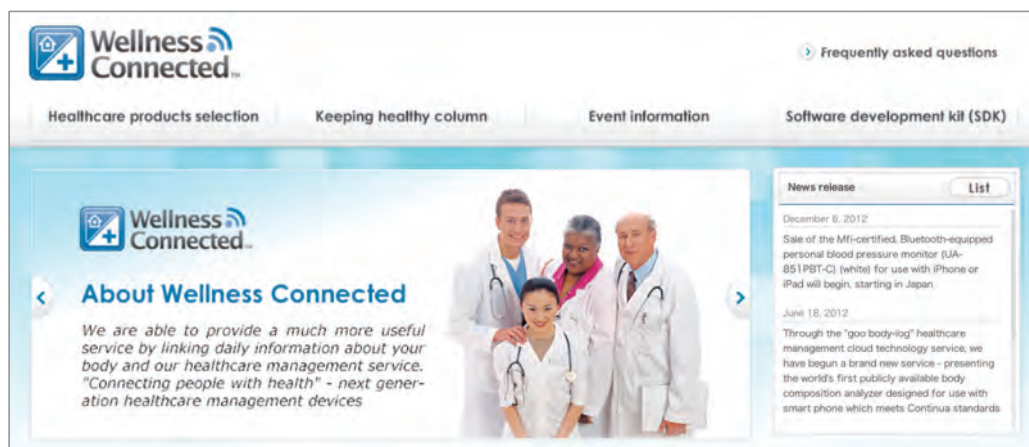 Wellness
Connected™
Frequently asked questions
Healthcare products selection
Keeping healthy column
Event information
Software development kit (SDK)
Wellness
Connected™
About Wellness Connected
We are able to provide a much more useful
service by linking daily information about your
body and our healthcare management service.
"Connecting people with health" - next gener-
ation healthcare management devices
News release
List
December 6, 2012
Sale of the Mfi-certified, Bluetooth-equipped
personal blood pressure monitor (UA-
851PBT-C) (white) for use with iPhone or
iPad will begin, starting in Japan
June 18, 2012
Through the "goo body-log" healthcare
management cloud technology service, we
have begun a brand new service - presenting
the world's first publicly available body
composition analyzer designed for use with
smart phone which meets Continua standards